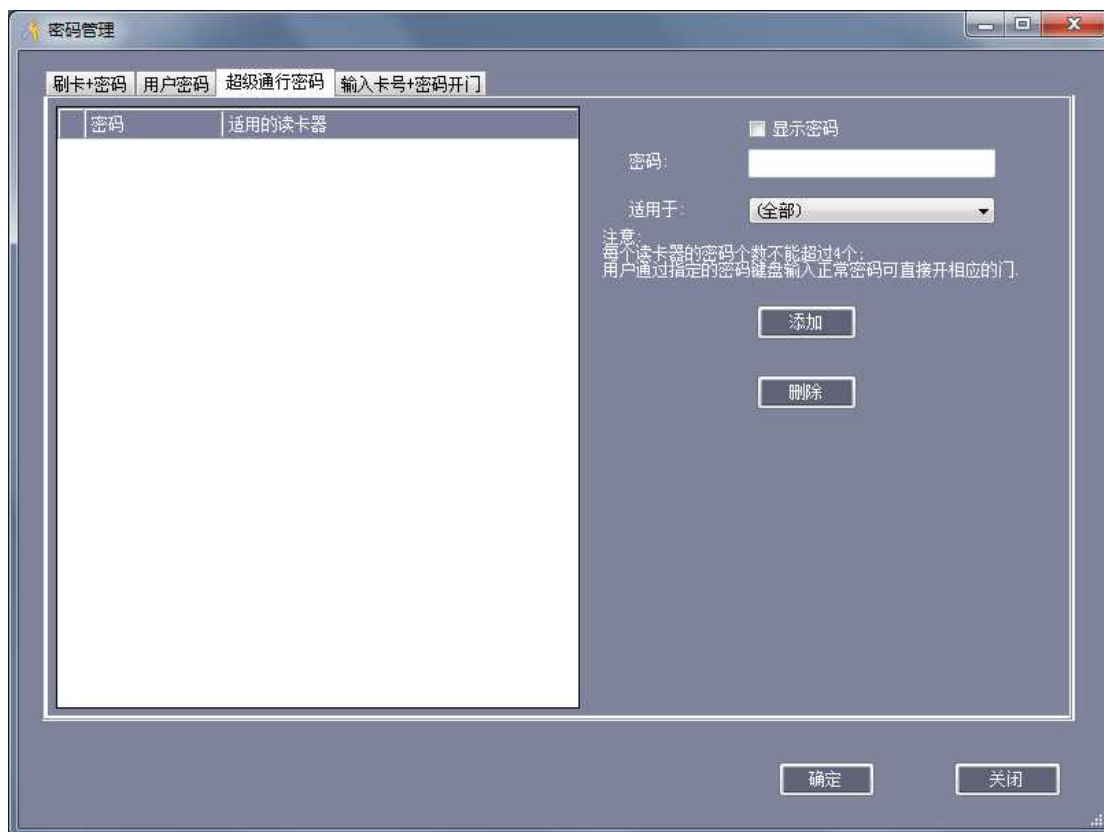 密码管理
刷卡+密码 用户密码 超级通行密码 输入卡号+密码开门
密码 适用的读卡器
显示密码
密码:
适用于: (全部)
注意:
每个读卡器的密码个数不能超过4个;
用户通过指定的密码键盘输入正常密码可直接开相应的门.
添加
删除
确定 关闭